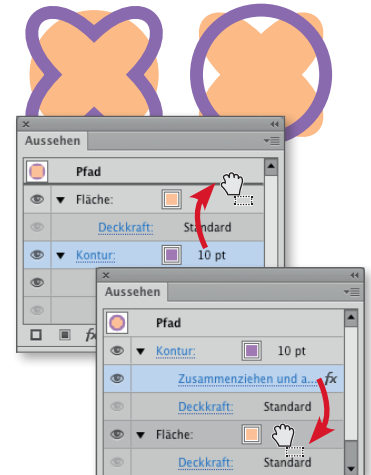 Aussehen
Pfad
Fläche:
Deckkraft: Standard
Kontur: 10 pt
fx
Aussehen
Pfad
Kontur: 10 pt
Zusammenziehen und a... fx
Deckkraft: Standard
Fläche:
Deckkraft: Standard